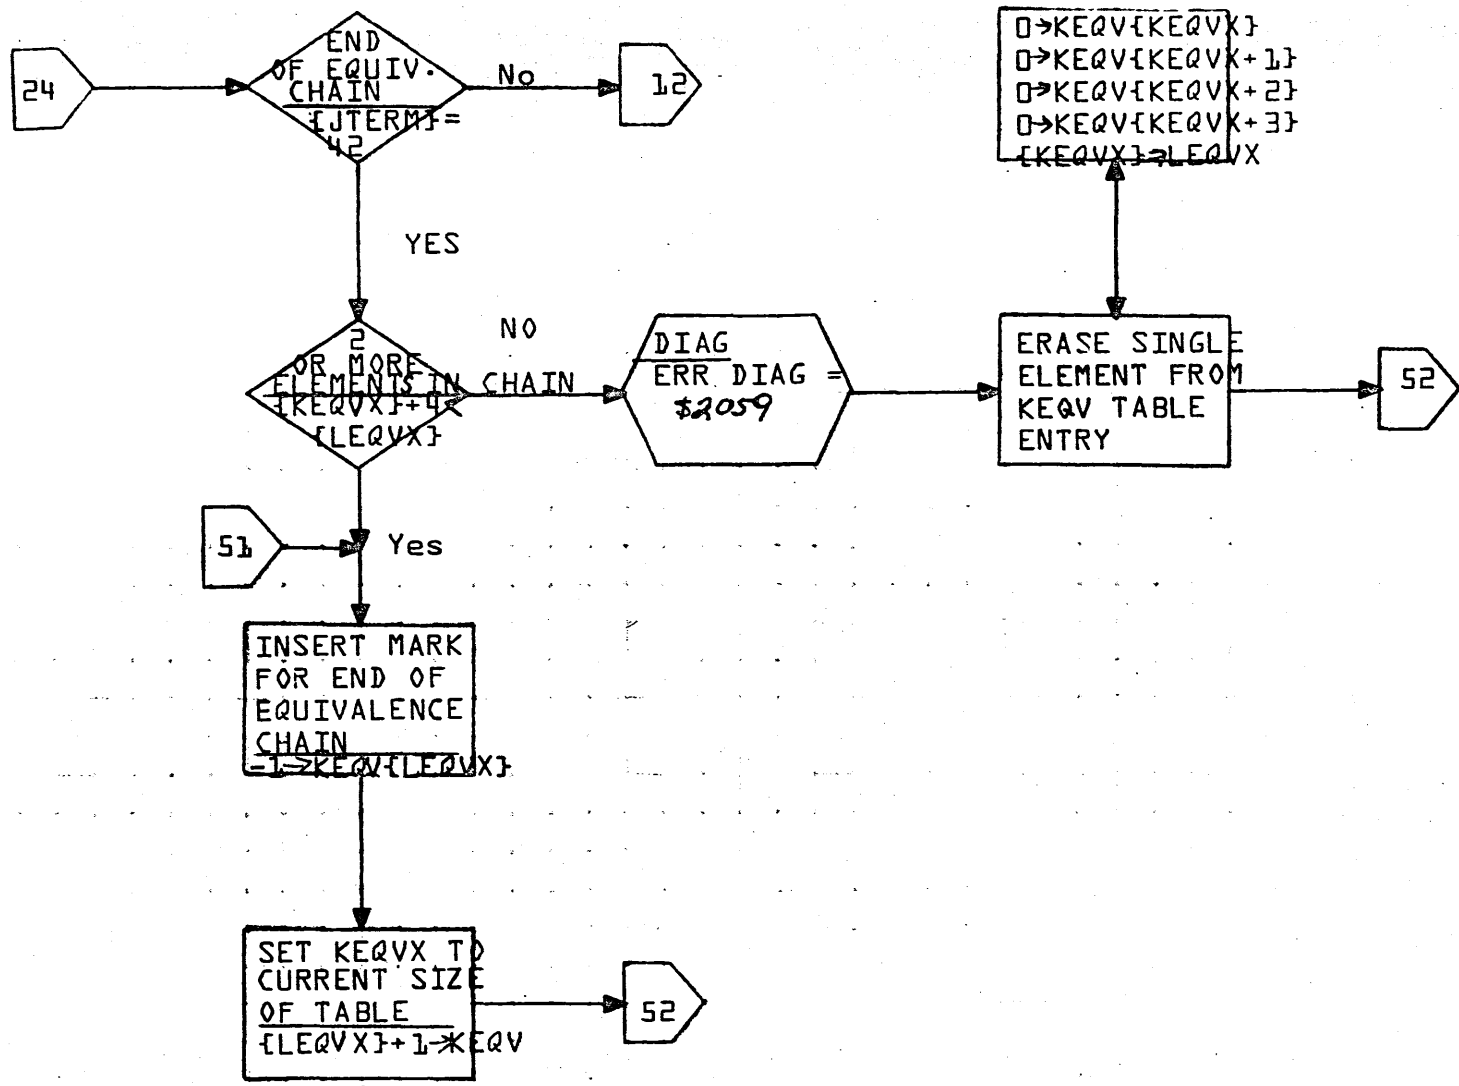 24
END
OF EQUIV.
CHAIN
{JTERM}=
42
No
12
0→KEQV{KEQVX}
0→KEQV{KEQVX+1}
0→KEQV{KEQVX+2}
0→KEQV{KEQVX+3}
{KEQVX}→LEQVX
YES
2
OR MORE
ELEMENTS IN CHAIN
{KEQVX}+4<
{LEQVX}
NO
DIAG
ERR DIAG =
$2059
ERASE SINGLE
ELEMENT FROM
KEQV TABLE
ENTRY
52
51
Yes
INSERT MARK
FOR END OF
EQUIVALENCE
CHAIN
-1→KEQV{LEQVX}
SET KEQVX TO
CURRENT SIZE
OF TABLE
{LEQVX}+1→KEQV
52